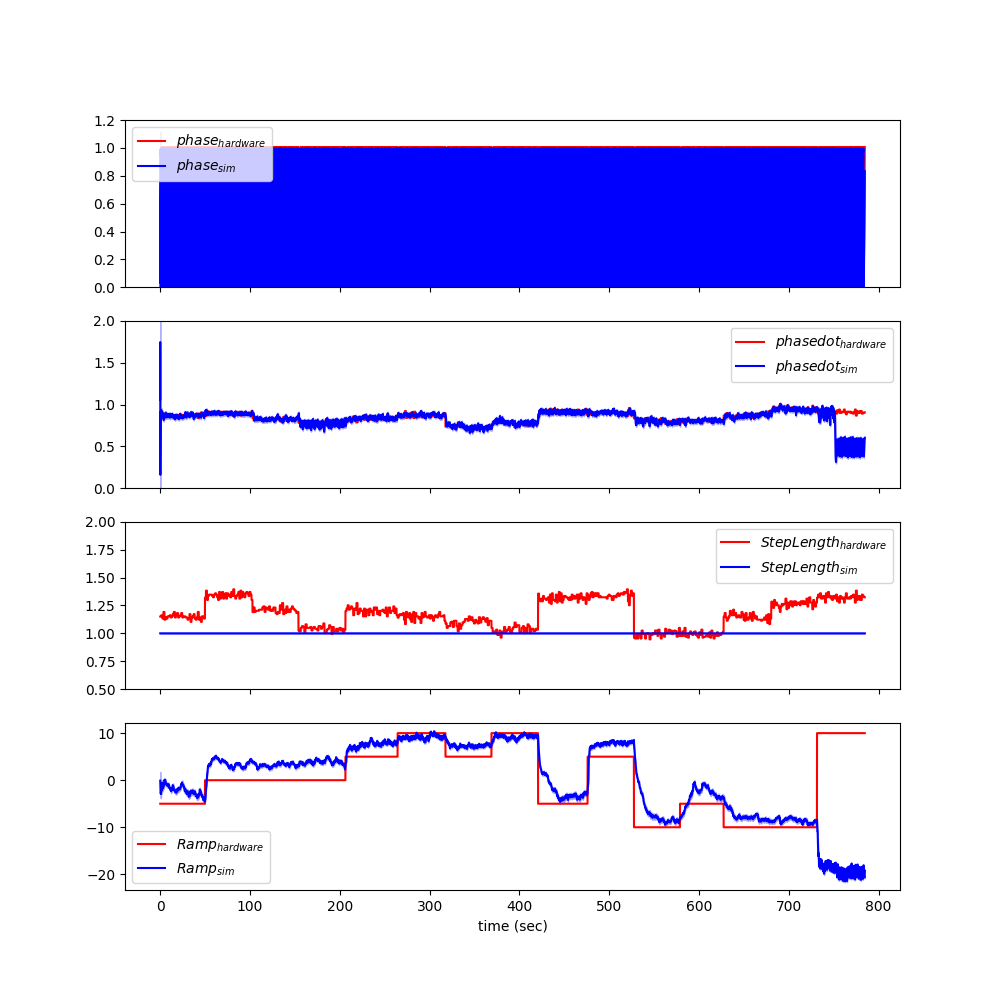 1.2
1.0
0.8
0.6
0.4
0.2
0.0
phase_hardware
phase_sim
2.0
1.5
1.0
0.5
0.0
phasedot_hardware
phasedot_sim
2.00
1.75
1.50
1.25
1.00
0.75
0.50
StepLength_hardware
StepLength_sim
10
0
−10
−20
Ramp_hardware
Ramp_sim
0 100 200 300 400 500 600 700 800
time (sec)